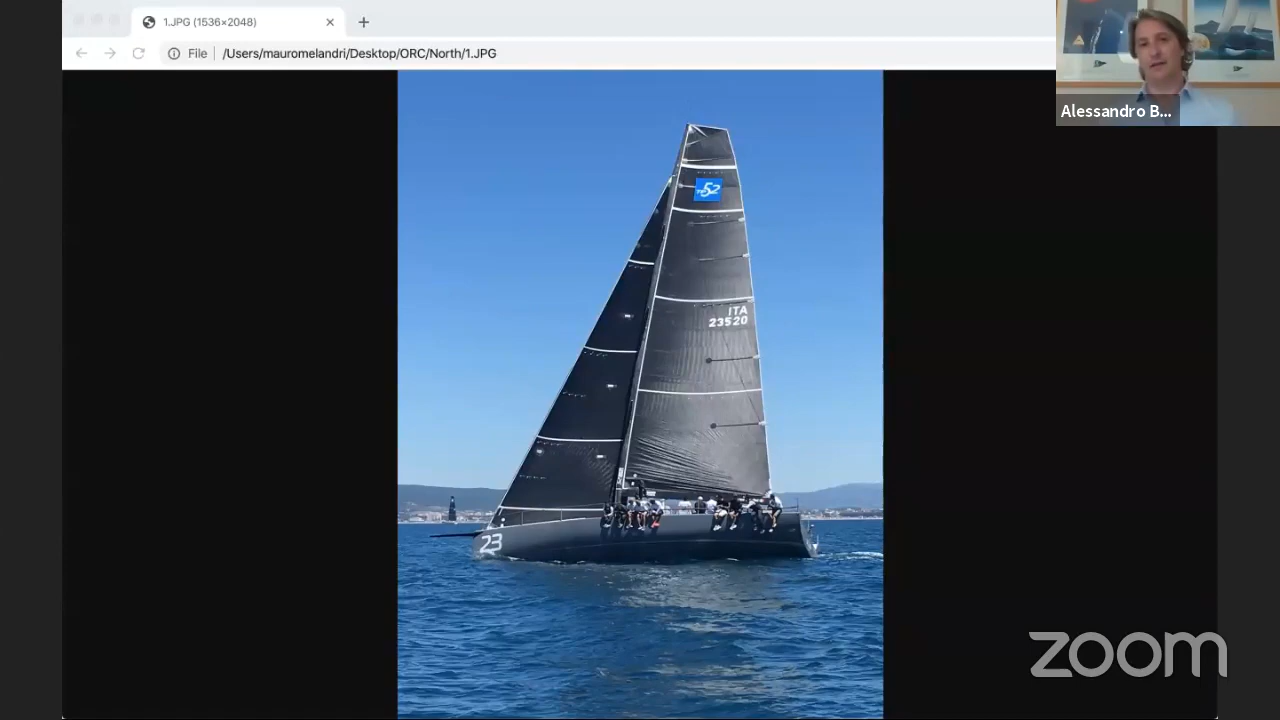 1.JPG (1536×2048)
File
/Users/mauromelandri/Desktop/ORC/North/1.JPG
Alessandro B...
52
ITA
23520
23
zoom